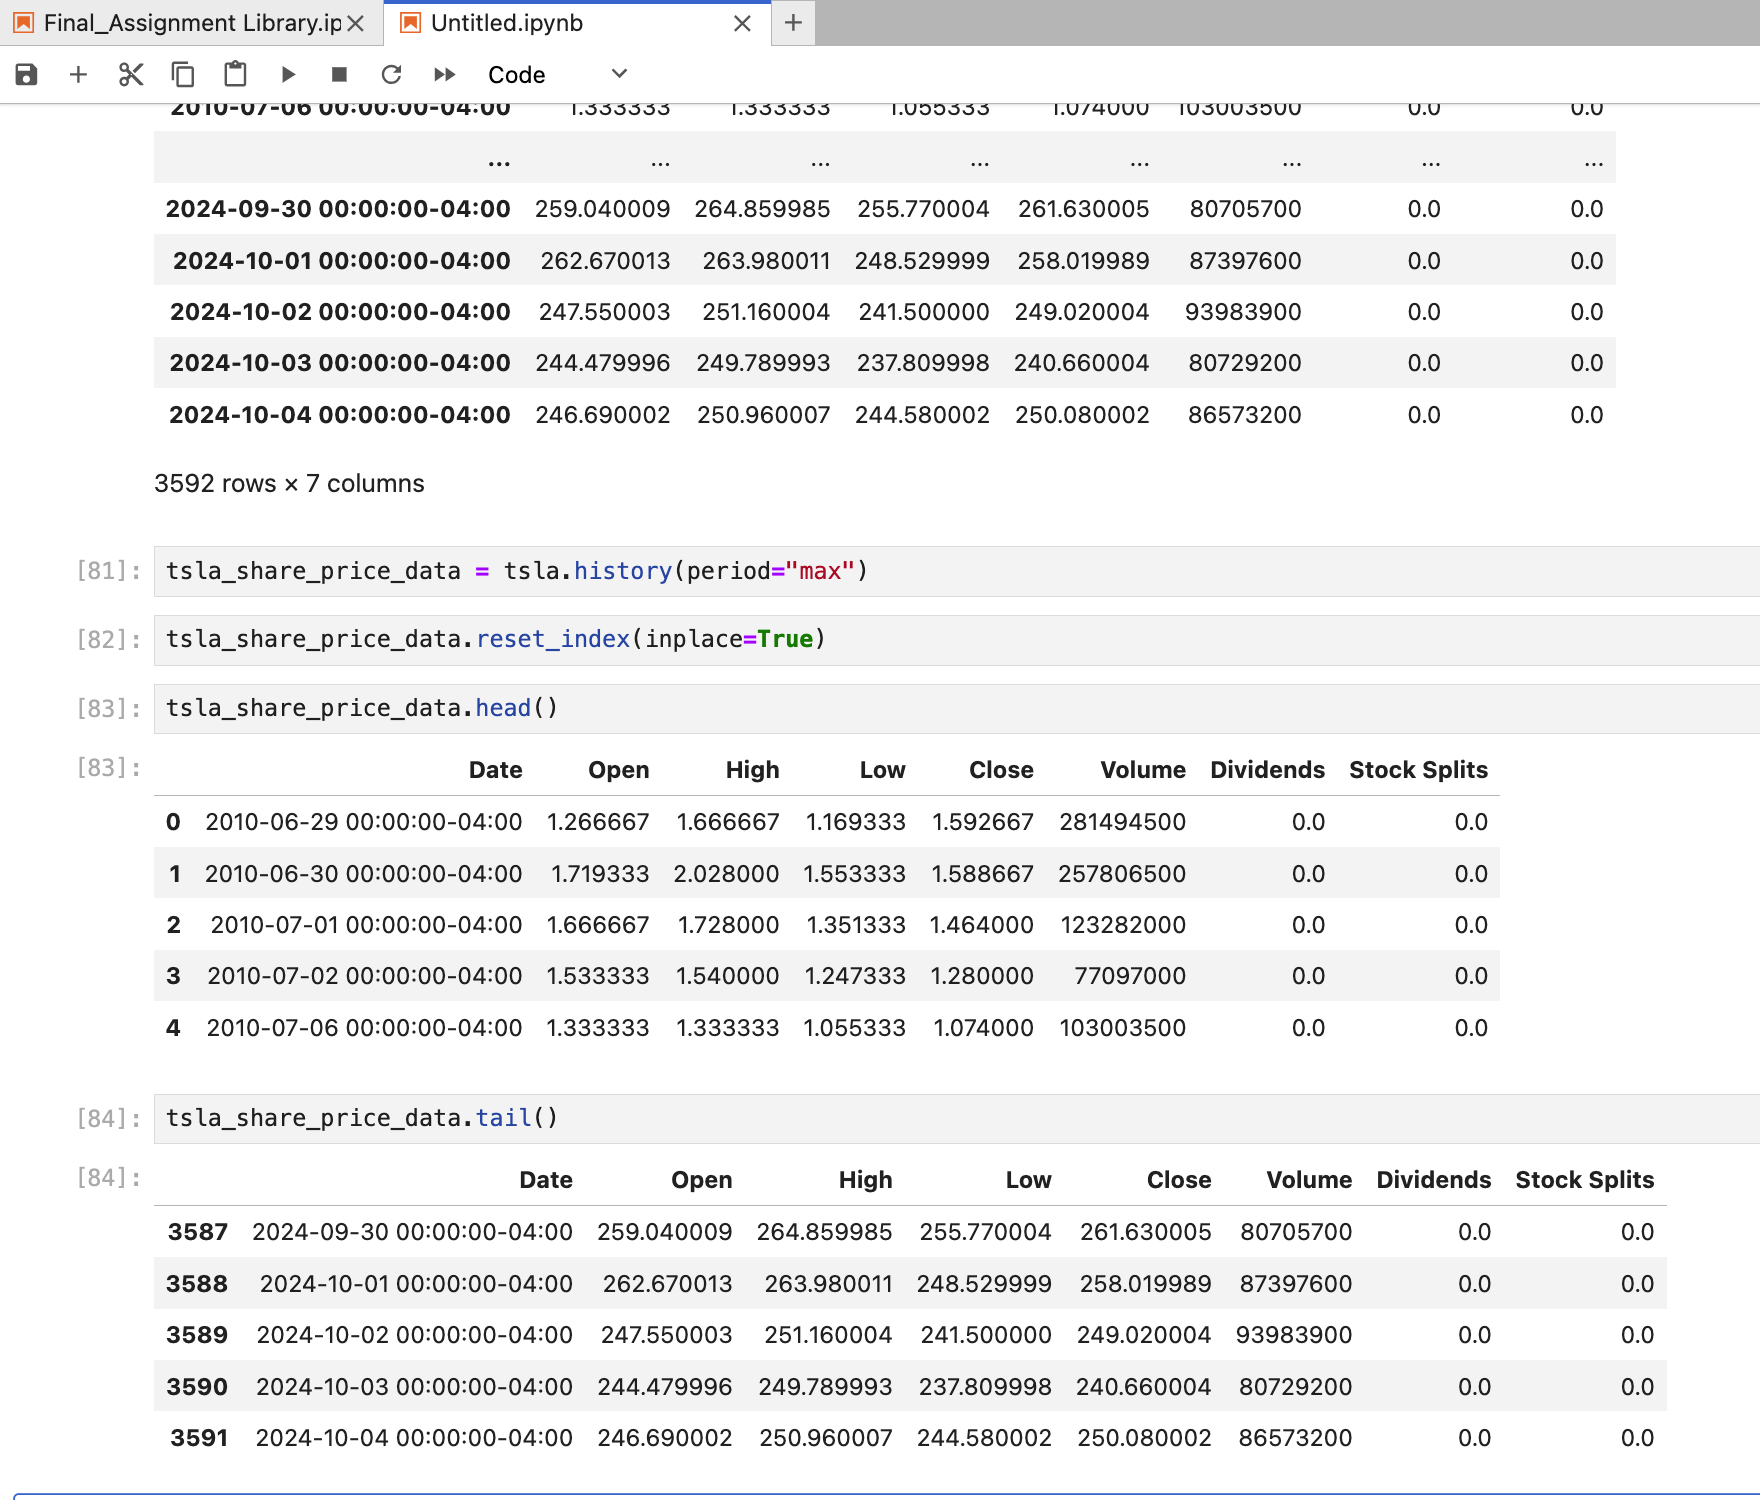 Final_Assignment Library.ip
Untitled.ipynb
Code
2010-07-06 00:00:00-04:00 1.333333 1.333333 1.055333 1.074000 103003500 0.0 0.0
... ... ... ... ... ... ... ...
2024-09-30 00:00:00-04:00 259.040009 264.859985 255.770004 261.630005 80705700 0.0 0.0
2024-10-01 00:00:00-04:00 262.670013 263.980011 248.529999 258.019989 87397600 0.0 0.0
2024-10-02 00:00:00-04:00 247.550003 251.160004 241.500000 249.020004 93983900 0.0 0.0
2024-10-03 00:00:00-04:00 244.479996 249.789993 237.809998 240.660004 80729200 0.0 0.0
2024-10-04 00:00:00-04:00 246.690002 250.960007 244.580002 250.080002 86573200 0.0 0.0
3592 rows × 7 columns
[81]: tsla_share_price_data = tsla.history(period="max")
[82]: tsla_share_price_data.reset_index(inplace=True)
[83]: tsla_share_price_data.head()
[83]: Date Open High Low Close Volume Dividends Stock Splits
0 2010-06-29 00:00:00-04:00 1.266667 1.666667 1.169333 1.592667 281494500 0.0 0.0
1 2010-06-30 00:00:00-04:00 1.719333 2.028000 1.553333 1.588667 257806500 0.0 0.0
2 2010-07-01 00:00:00-04:00 1.666667 1.728000 1.351333 1.464000 123282000 0.0 0.0
3 2010-07-02 00:00:00-04:00 1.533333 1.540000 1.247333 1.280000 77097000 0.0 0.0
4 2010-07-06 00:00:00-04:00 1.333333 1.333333 1.055333 1.074000 103003500 0.0 0.0
[84]: tsla_share_price_data.tail()
[84]: Date Open High Low Close Volume Dividends Stock Splits
3587 2024-09-30 00:00:00-04:00 259.040009 264.859985 255.770004 261.630005 80705700 0.0 0.0
3588 2024-10-01 00:00:00-04:00 262.670013 263.980011 248.529999 258.019989 87397600 0.0 0.0
3589 2024-10-02 00:00:00-04:00 247.550003 251.160004 241.500000 249.020004 93983900 0.0 0.0
3590 2024-10-03 00:00:00-04:00 244.479996 249.789993 237.809998 240.660004 80729200 0.0 0.0
3591 2024-10-04 00:00:00-04:00 246.690002 250.960007 244.580002 250.080002 86573200 0.0 0.0